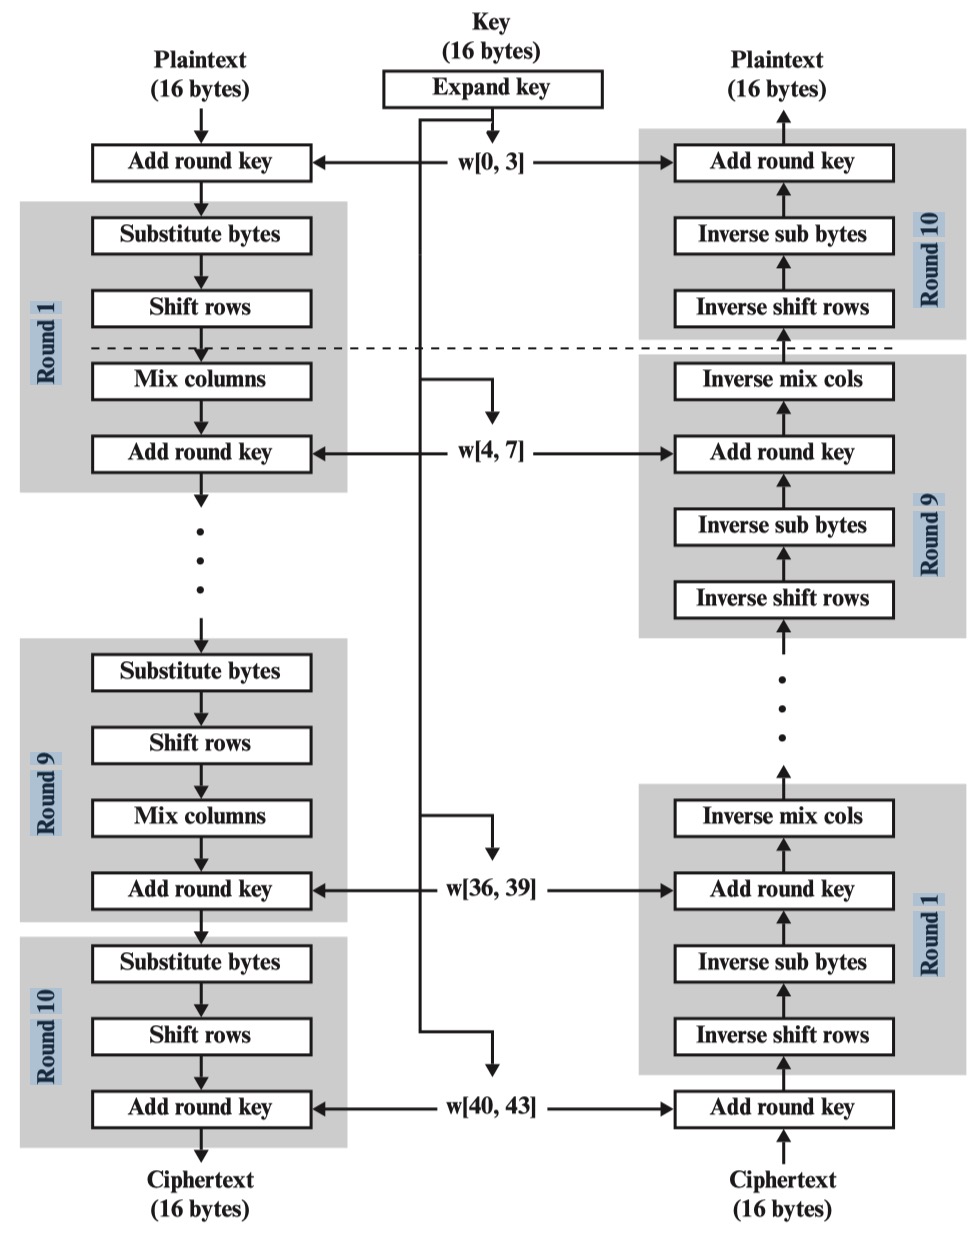 Key
(16 bytes)
Expand key
Plaintext
(16 bytes)
Add round key
Round 1
Substitute bytes
Shift rows
Mix columns
Add round key
Round 9
Substitute bytes
Shift rows
Mix columns
Add round key
Round 10
Substitute bytes
Shift rows
Add round key
Ciphertext
(16 bytes)
w[0, 3]
w[4, 7]
w[36, 39]
w[40, 43]
Plaintext
(16 bytes)
Add round key
Inverse sub bytes
Inverse shift rows
Round 10
Inverse mix cols
Add round key
Inverse sub bytes
Inverse shift rows
Round 9
Inverse mix cols
Add round key
Inverse sub bytes
Inverse shift rows
Round 1
Add round key
Ciphertext
(16 bytes)